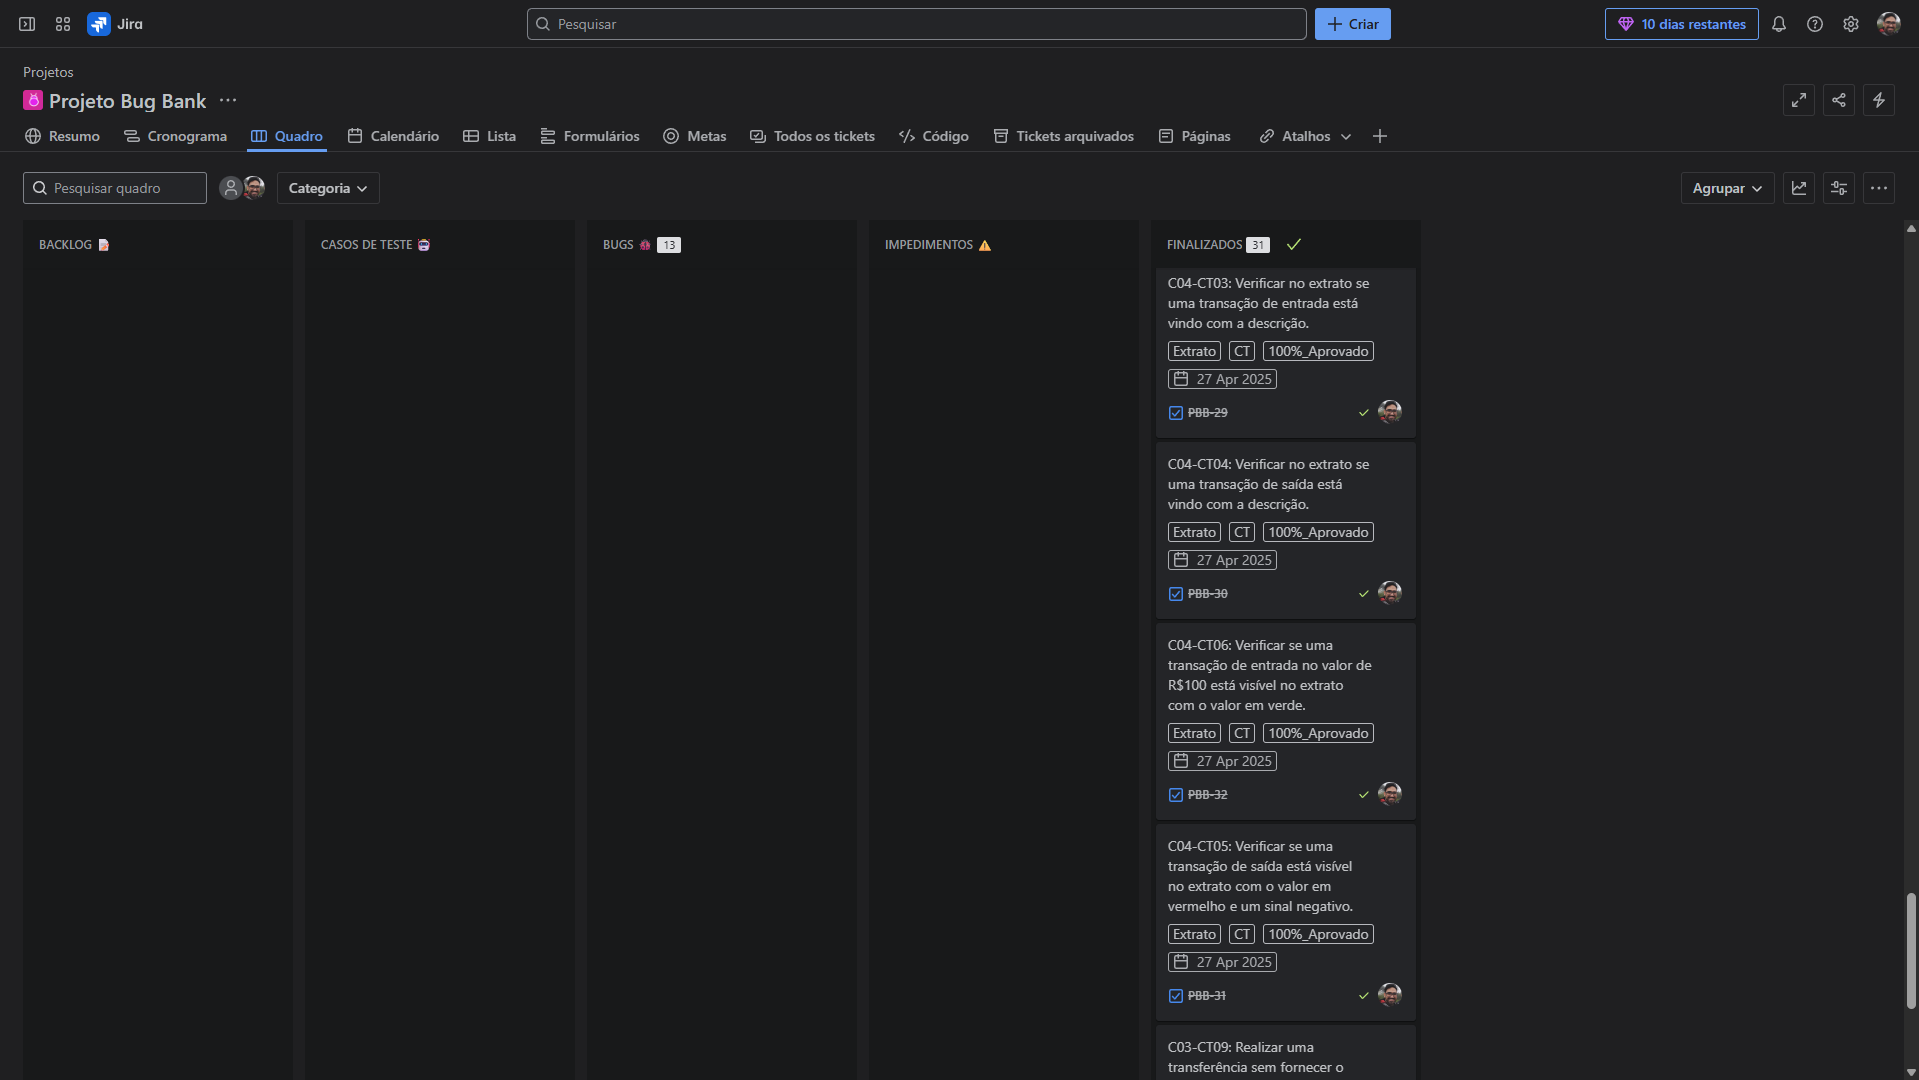 Jira
Pesquisar
Criar
10 dias restantes
Projetos
Projeto Bug Bank
Resumo
Cronograma
Quadro
Calendário
Lista
Formulários
Metas
Todos os tickets
Código
Tickets arquivados
Páginas
Atalhos
Pesquisar quadro
Categoria
Agrupar
BACKLOG
CASOS DE TESTE
BUGS 13
IMPEDIMENTOS
FINALIZADOS 31
C04-CT03: Verificar no extrato se
uma transação de entrada está
vindo com a descrição.
Extrato CT 100%_Aprovado
27 Apr 2025
PBB-29
C04-CT04: Verificar no extrato se
uma transação de saída está
vindo com a descrição.
Extrato CT 100%_Aprovado
27 Apr 2025
PBB-30
C04-CT06: Verificar se uma
transação de entrada no valor de
R$100 está visível no extrato
com o valor em verde.
Extrato CT 100%_Aprovado
27 Apr 2025
PBB-32
C04-CT05: Verificar se uma
transação de saída está visível
no extrato com o valor em
vermelho e um sinal negativo.
Extrato CT 100%_Aprovado
27 Apr 2025
PBB-31
C03-CT09: Realizar uma
transferência sem fornecer o